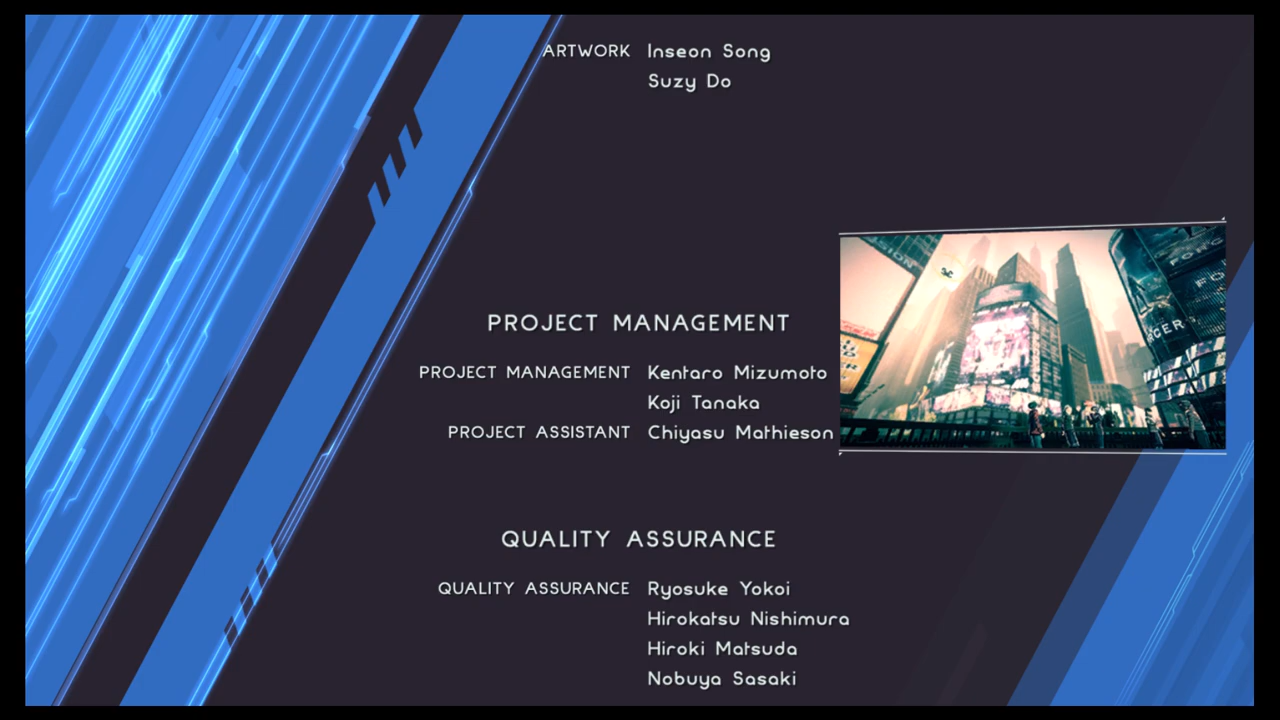 ARTWORK Inseon Song
Suzy Do
PROJECT MANAGEMENT
PROJECT MANAGEMENT Kentaro Mizumoto
Koji Tanaka
PROJECT ASSISTANT Chiyasu Mathieson
QUALITY ASSURANCE
QUALITY ASSURANCE Ryosuke Yokoi
Hirokatsu Nishimura
Hiroki Matsuda
Nobuya Sasaki